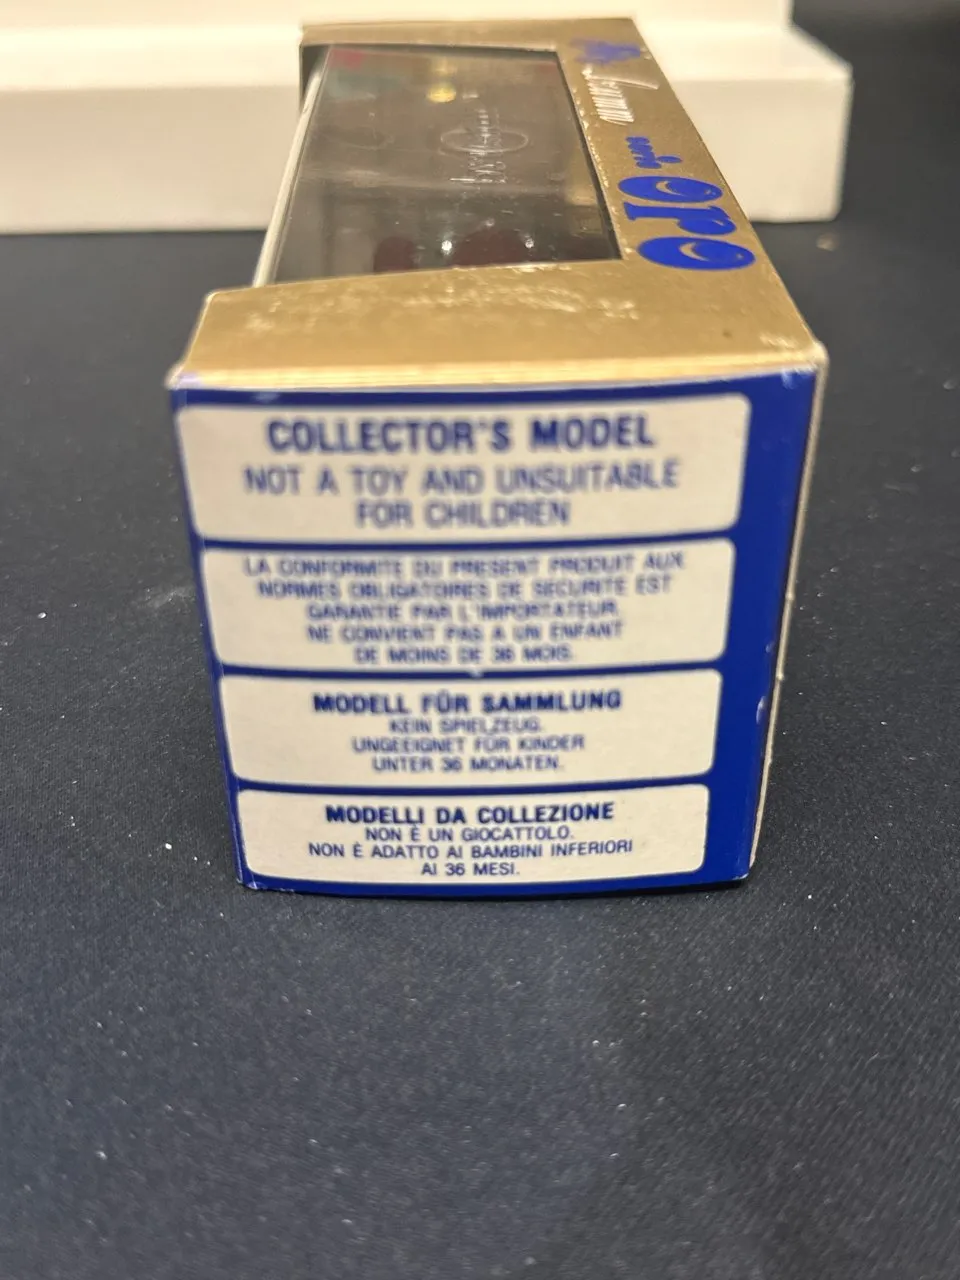 COLLECTOR'S MODEL
NOT A TOY AND UNSUITABLE
FOR CHILDREN
LA CONFORMITE DU PRESENT PRODUIT AUX
NORMES OBLIGATOIRES DE SECURITE EST
GARANTIE PAR L'IMPORTATEUR.
NE CONVIENT PAS A UN ENFANT
DE MOINS DE 36 MOIS.
MODELL FÜR SAMMLUNG
KEIN SPIELZEUG.
UNGEEIGNET FÜR KINDER
UNTER 36 MONATEN.
MODELLI DA COLLEZIONE
NON È UN GIOCATTOLO.
NON È ADATTO AI BAMBINI INFERIORI
AI 36 MESI.